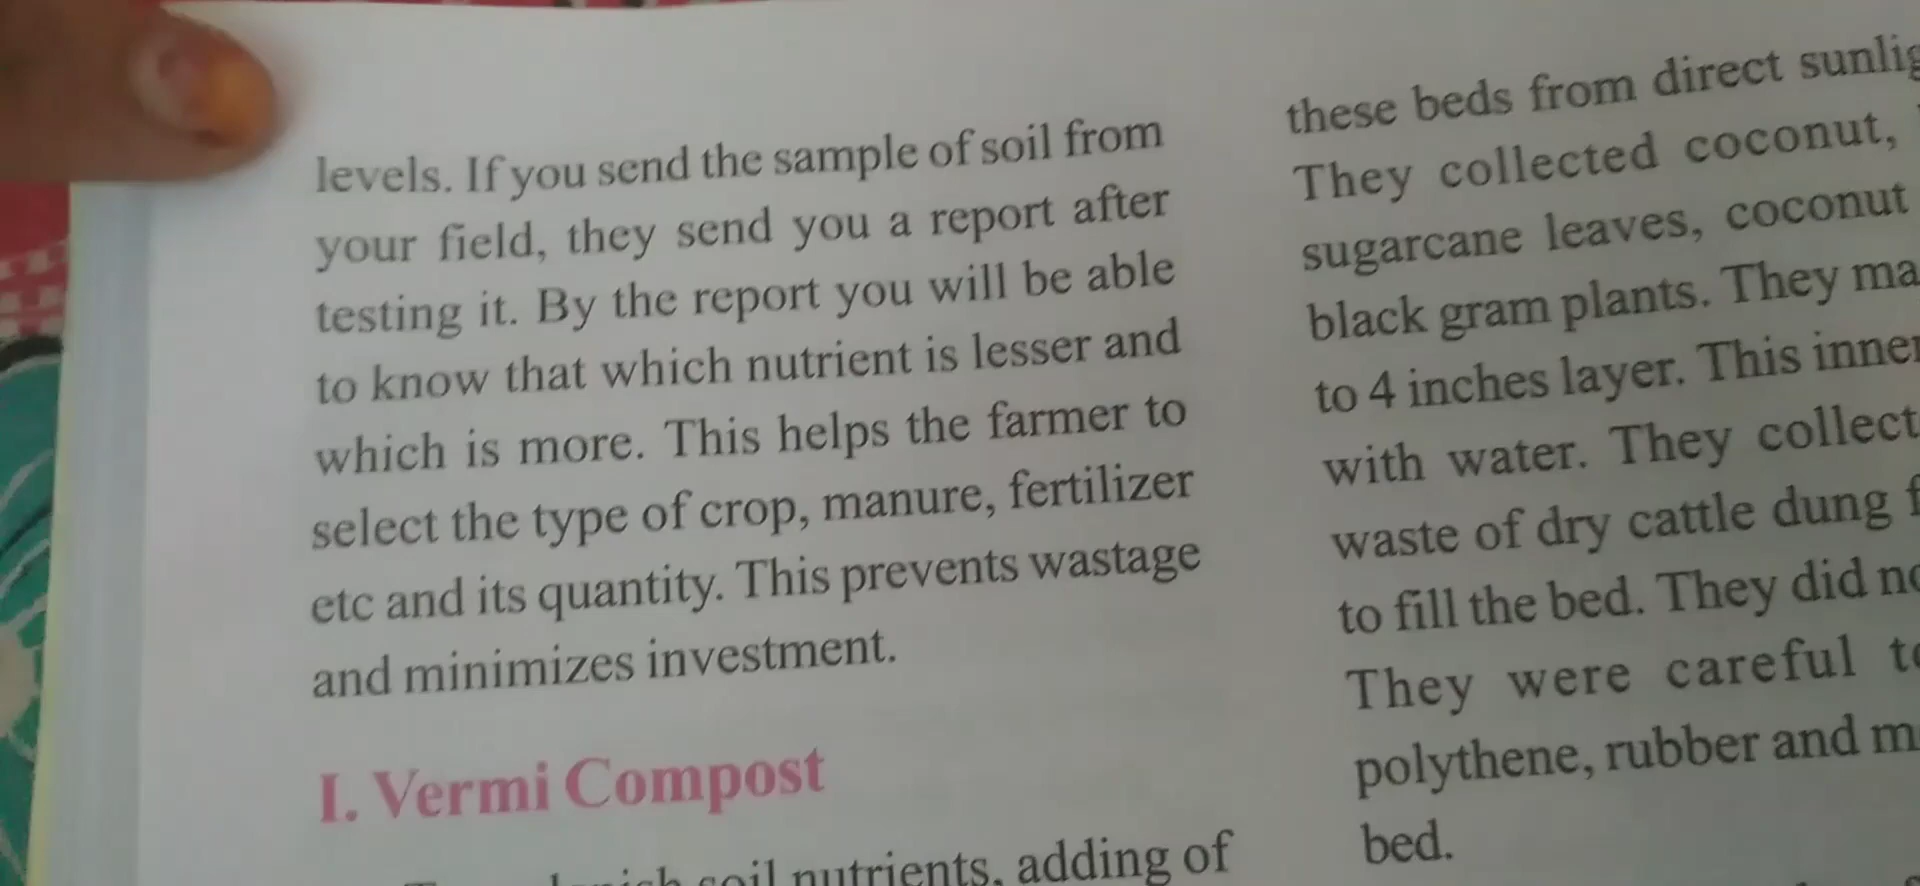 levels. If you send the sample of soil from
your field, they send you a report after
testing it. By the report you will be able
to know that which nutrient is lesser and
which is more. This helps the farmer to
select the type of crop, manure, fertilizer
etc and its quantity. This prevents wastage
and minimizes investment.
I. Vermi Compost
soil nutrients, adding of
these beds from direct
They collected coconut,
sugarcane leaves, coconut
black gram plants. They
to 4 inches layer. This
with water. They
waste of dry cattle dung
to fill the bed. They did
They were careful
polythene, rubber and
bed.